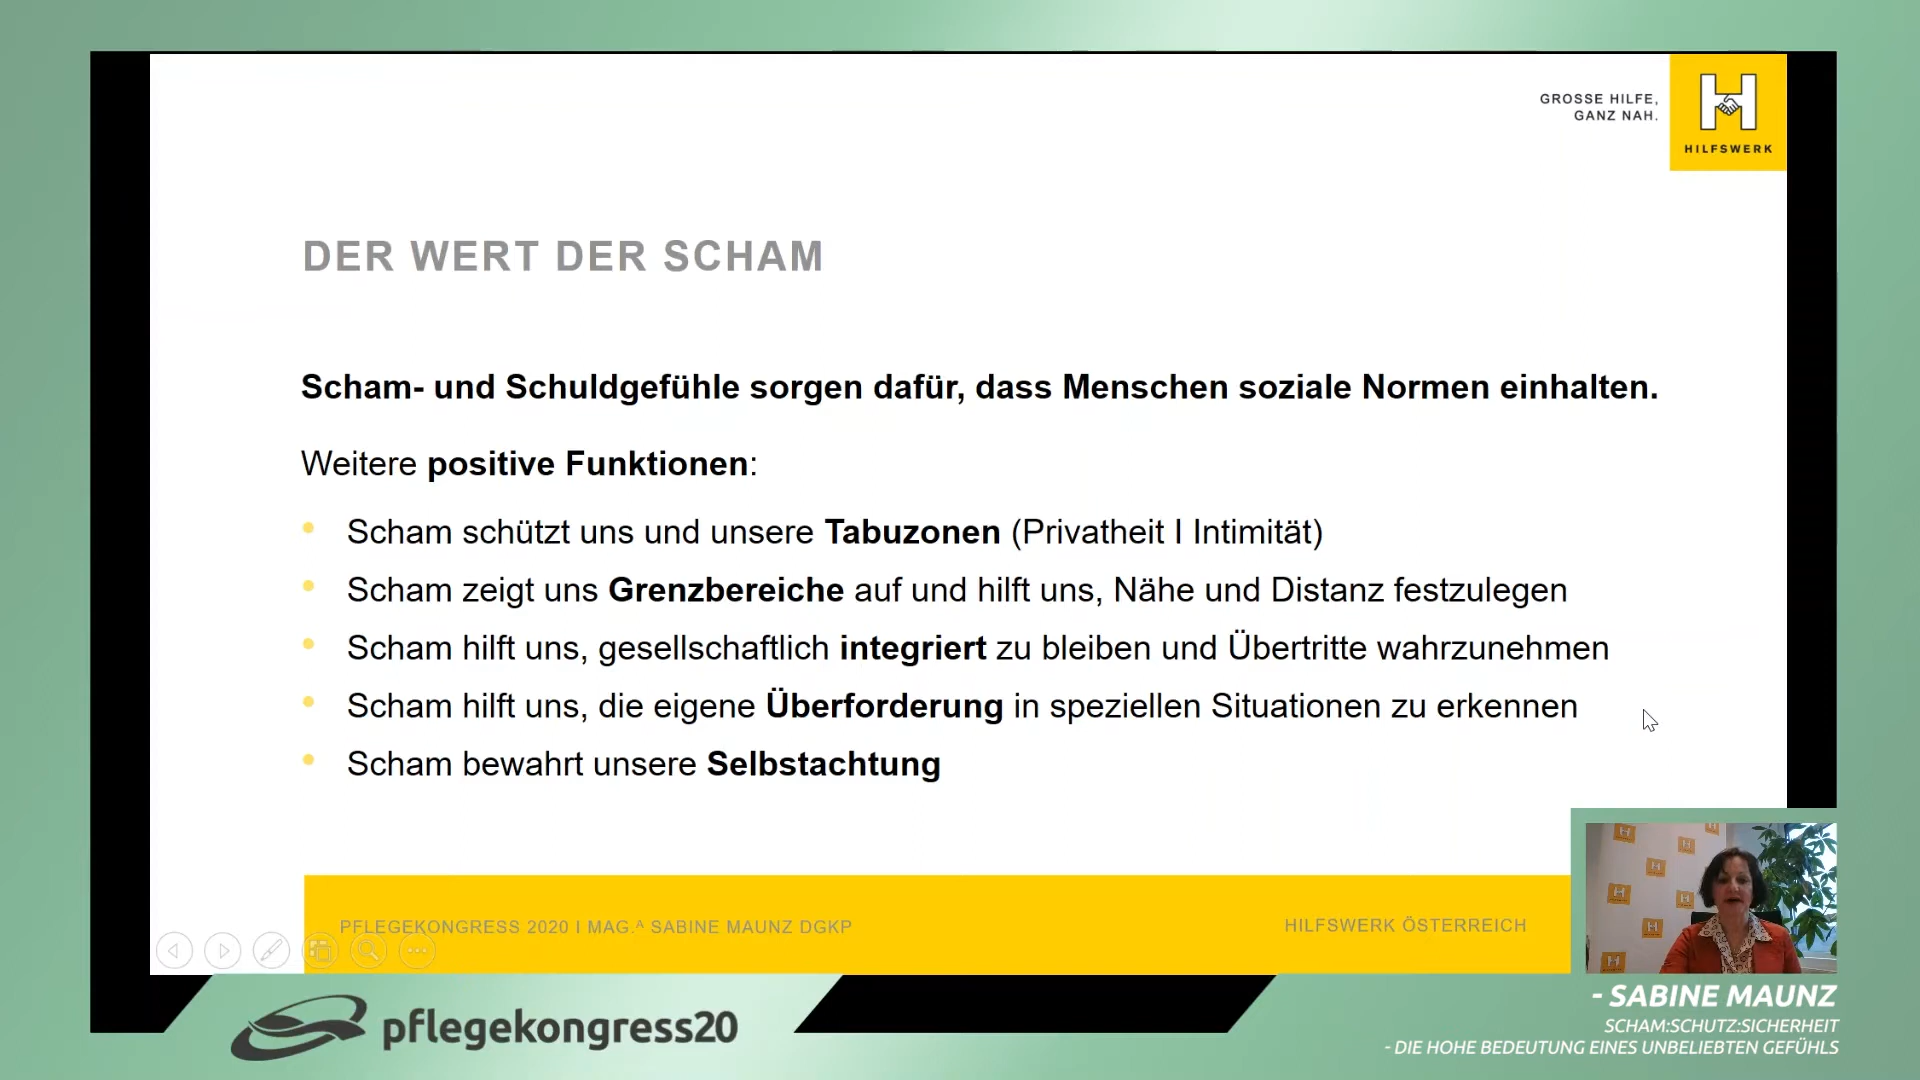 GROSSE HILFE,
GANZ NAH.
HILFSWERK
DER WERT DER SCHAM
Scham- und Schuldgefühle sorgen dafür, dass Menschen soziale Normen einhalten.
Weitere positive Funktionen:
• Scham schützt uns und unsere Tabuzonen (Privatheit I Intimität)
• Scham zeigt uns Grenzbereiche auf und hilft uns, Nähe und Distanz festzulegen
• Scham hilft uns, gesellschaftlich integriert zu bleiben und Übertritte wahrzunehmen
• Scham hilft uns, die eigene Überforderung in speziellen Situationen zu erkennen
• Scham bewahrt unsere Selbstachtung
PFLEGEKONGRESS 2020 I MAG.ᴬ SABINE MAUNZ DGKP
HILFSWERK ÖSTERREICH
pflegekongress20
- SABINE MAUNZ
SCHAM:SCHUTZ:SICHERHEIT
- DIE HOHE BEDEUTUNG EINES UNBELIEBTEN GEFÜHLS